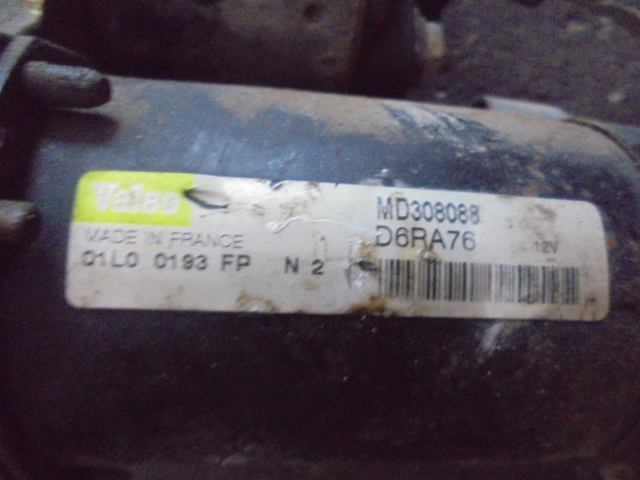 Valeo
MADE IN FRANCE
01L0 0193 FP N 2
MD308088
D6RA76 12V